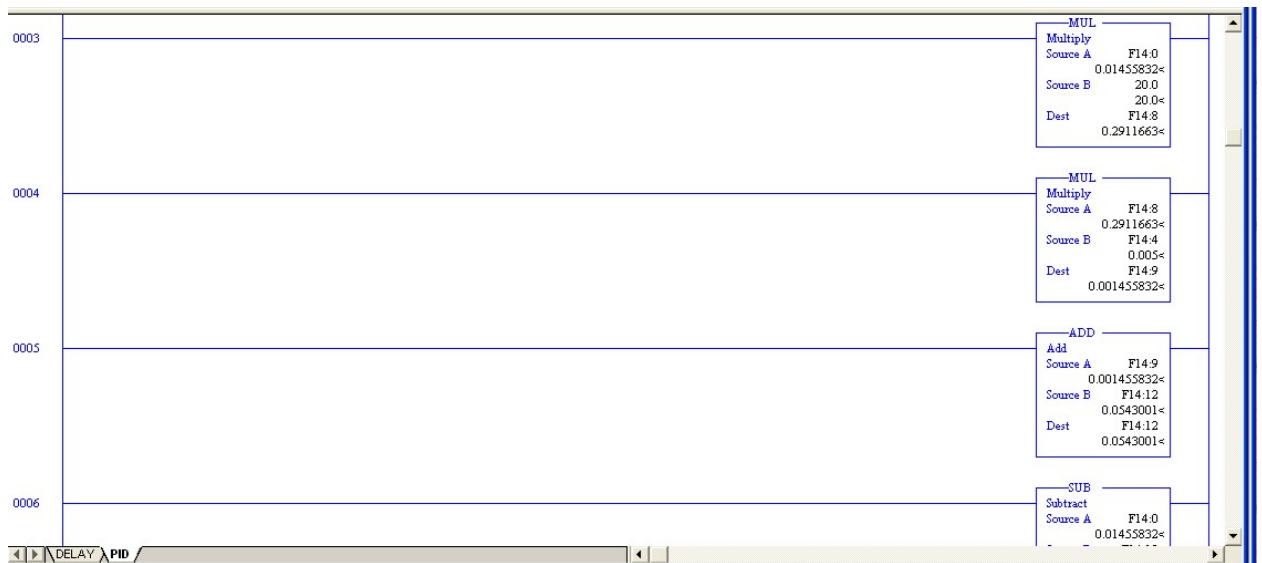 0003
MUL
Multiply
Source A F14:0
0.01455832<
Source B 20.0
20.0<
Dest F14:8
0.2911663<
0004
MUL
Multiply
Source A F14:8
0.2911663<
Source B F14:4
0.005<
Dest F14:9
0.001455832<
0005
ADD
Add
Source A F14:9
0.001455832<
Source B F14:12
0.0543001<
Dest F14:12
0.0543001<
0006
SUB
Subtract
Source A F14:0
0.01455832<
DELAY PID